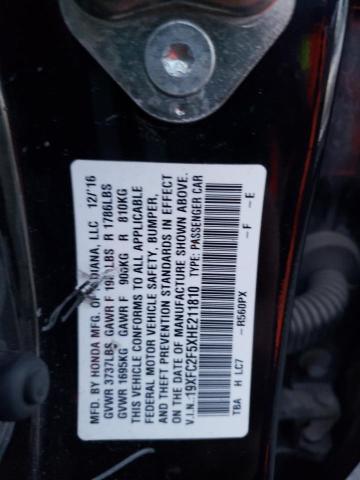 MFD. BY HONDA MFG. OF INDIANA, LLC 12/'16
GVWR 3737LBS GAWR F LBS R 1786LBS
GVWR 1695KG GAWR F KG R 810KG
THIS VEHICLE CONFORMS TO ALL APPLICABLE
FEDERAL MOTOR VEHICLE SAFETY, BUMPER,
AND THEFT PREVENTION STANDARDS IN EFFECT
ON THE DATE OF MANUFACTURE SHOWN ABOVE.
V.I.N.:19XFC2F5XHE211810 TYPE: PASSENGER CAR
-R560PX -F -E
TBA H LC7